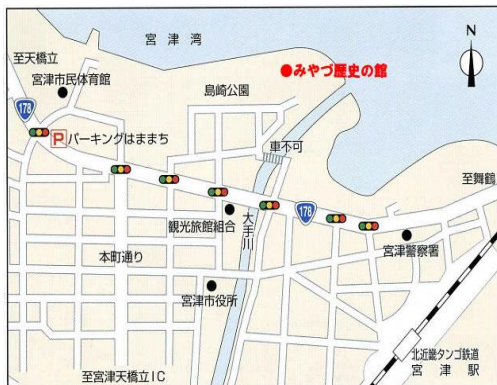 宮津湾
N
至天橋立
宮津市民体育館
●みやづ歴史の館
島崎公園
178
P パーキングはままち
車不可
至舞鶴
観光旅館組合
大手川
178
本町通り
宮津警察署
宮津市役所
北近畿タンゴ鉄道
宮津駅
至宮津天橋立IC